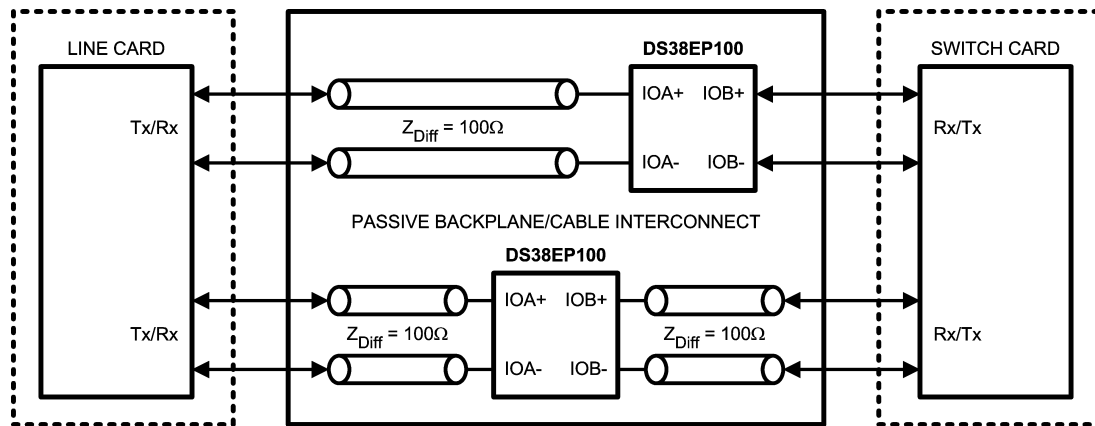 LINE CARD
DS38EP100
SWITCH CARD
IOA+ IOB+
Tx/Rx
Z_Diff = 100Ω
Rx/Tx
IOA- IOB-
PASSIVE BACKPLANE/CABLE INTERCONNECT
DS38EP100
IOA+ IOB+
Tx/Rx
Z_Diff = 100Ω
Z_Diff = 100Ω
Rx/Tx
IOA- IOB-